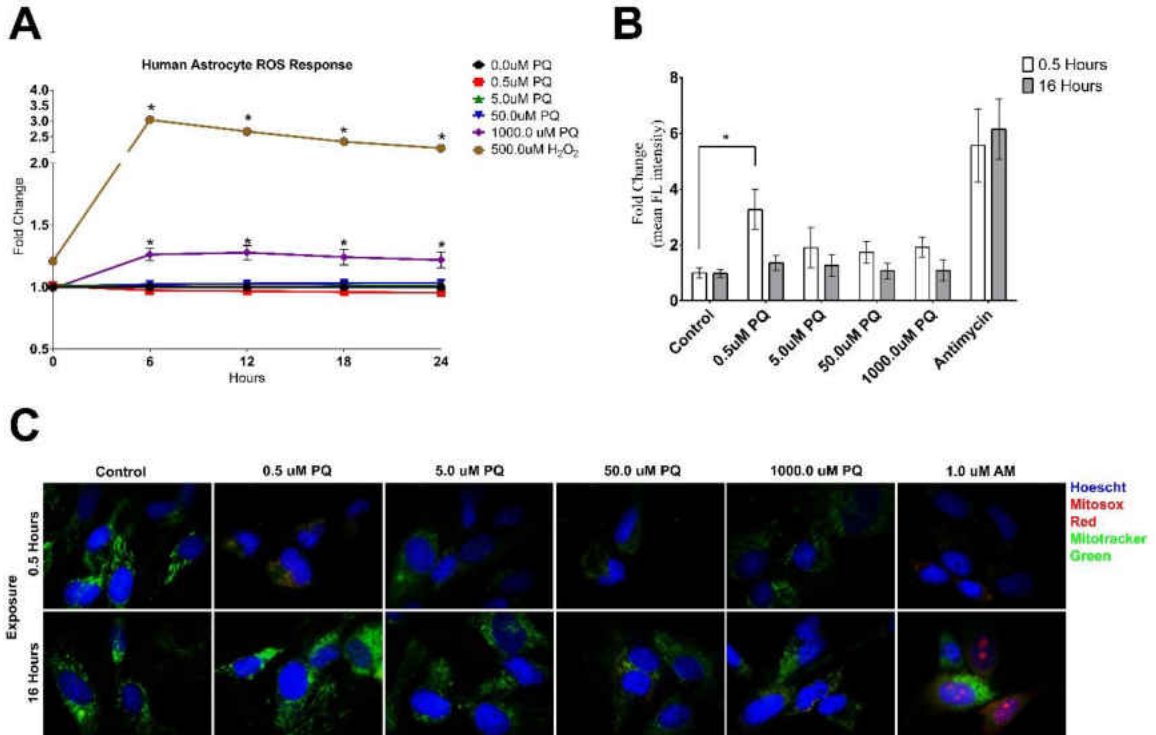 A
Human Astrocyte ROS Response
0.0uM PQ
0.5uM PQ
5.0uM PQ
50.0uM PQ
1000.0 uM PQ
500.0uM H₂O₂
Fold Change
4.0
3.5
3.0
2.5
2.0
1.5
1.0
0.5
* * * *
* * * *
0 6 12 18 24
Hours
B
0.5 Hours
16 Hours
Fold Change
(mean FL intensity)
8
6
4
2
0
*
Control
0.5uM PQ
5.0uM PQ
50.0uM PQ
1000.0uM PQ
Antimycin
C
Control 0.5 uM PQ 5.0 uM PQ 50.0 uM PQ 1000.0 uM PQ 1.0 uM AM
Exposure
0.5 Hours
16 Hours
Hoescht
Mitosox
Red
Mitotracker
Green